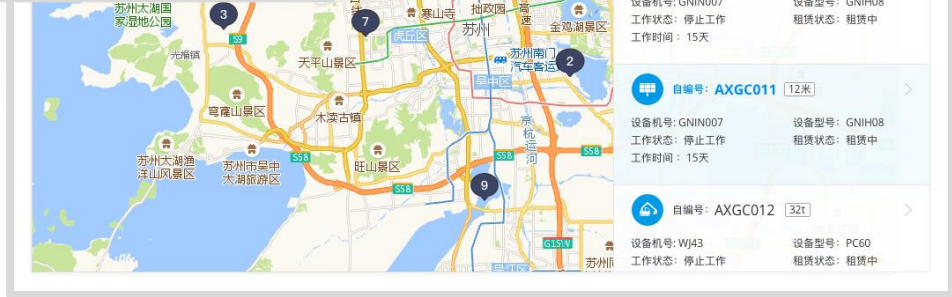 苏州太湖国
家湿地公园
3
S9
7
线
寒山寺
拙政园
高速
金鸡湖景区
虎丘区
苏州
光福镇
天平山景区
苏州南门
汽车客运
2
吴中区
穹窿山景区
木渎古镇
京杭运河
苏州太湖渔
洋山风景区
苏州市吴中
太湖旅游区
S58
旺山景区
S58
S58
S58
9
G15W
吴江区
苏州同
设备机号: GNIN007
设备型号: GNIH08
工作状态: 停止工作
租赁状态: 租赁中
工作时间: 15天
自编号: AXGC011 12米
设备机号: GNIN007
设备型号: GNIH08
工作状态: 停止工作
租赁状态: 租赁中
工作时间: 15天
自编号: AXGC012 32t
设备机号: WJ43
设备型号: PC60
工作状态: 停止工作
租赁状态: 租赁中